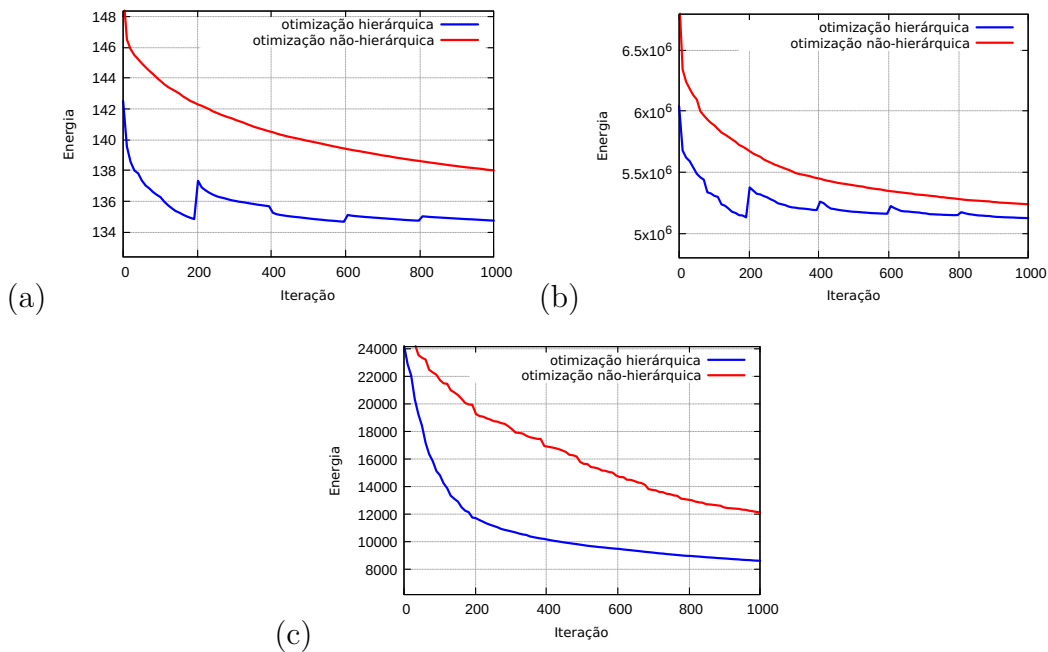 otimização hierárquica
otimização não-hierárquica
148
146
144
142
140
138
136
134
Energia
0 200 400 600 800 1000
Iteração
(a)
otimização hierárquica
otimização não-hierárquica
6.5x10⁶
6x10⁶
5.5x10⁶
5x10⁶
Energia
0 200 400 600 800 1000
Iteração
(b)
otimização hierárquica
otimização não-hierárquica
24000
22000
20000
18000
16000
14000
12000
10000
8000
Energia
0 200 400 600 800 1000
Iteração
(c)